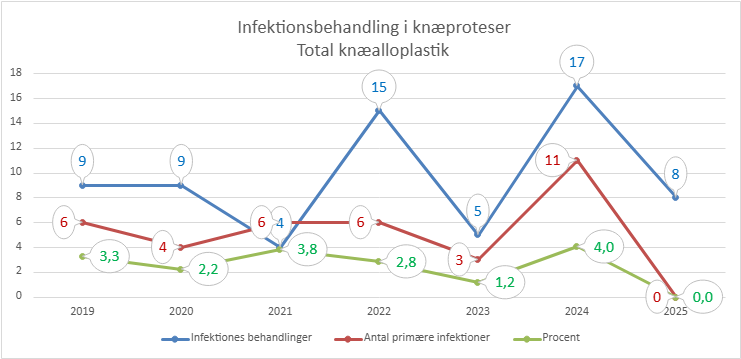 Infektionsbehandling i knæproteser
Total knæalloplastik
18
16
14
12
10
8
6
4
2
0
9 9 4 15 5 17 8
6 4 6 6 3 11 0
3,3 2,2 3,8 2,8 1,2 4,0 0,0
2019 2020 2021 2022 2023 2024 2025
Infektiones behandlinger Antal primære infektioner Procent